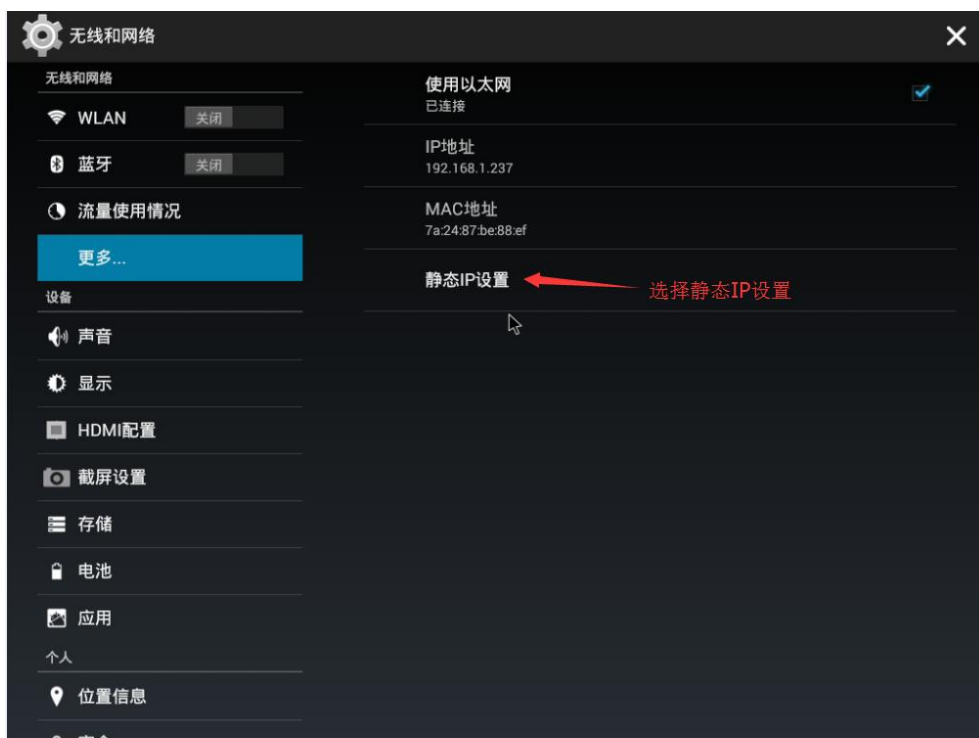 无线和网络
无线和网络
WLAN
关闭
蓝牙
关闭
流量使用情况
更多...
设备
声音
显示
HDMI配置
截屏设置
存储
电池
应用
个人
位置信息
使用以太网
已连接
IP地址
192.168.1.237
MAC地址
7a:24:87:be:88:ef
静态IP设置
选择静态IP设置